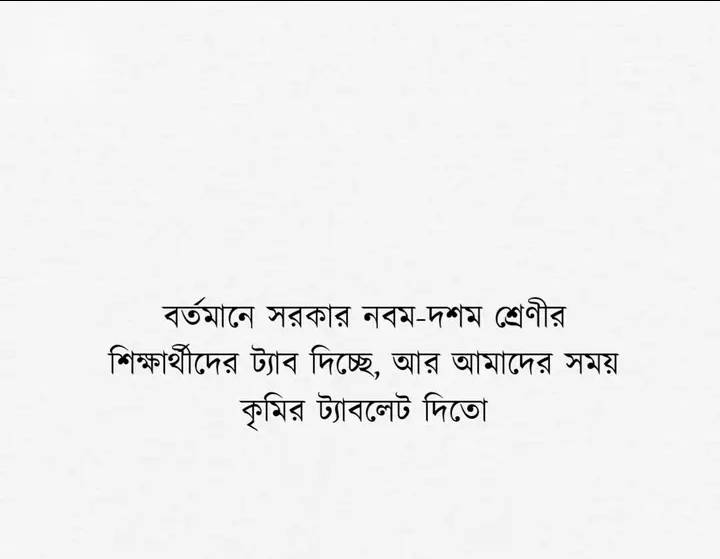 বর্তমানে সরকার নবম-দশম শ্রেণীর
শিক্ষার্থীদের ট্যাব দিচ্ছে, আর আমাদের সময়
কৃমির ট্যাবলেট দিতো